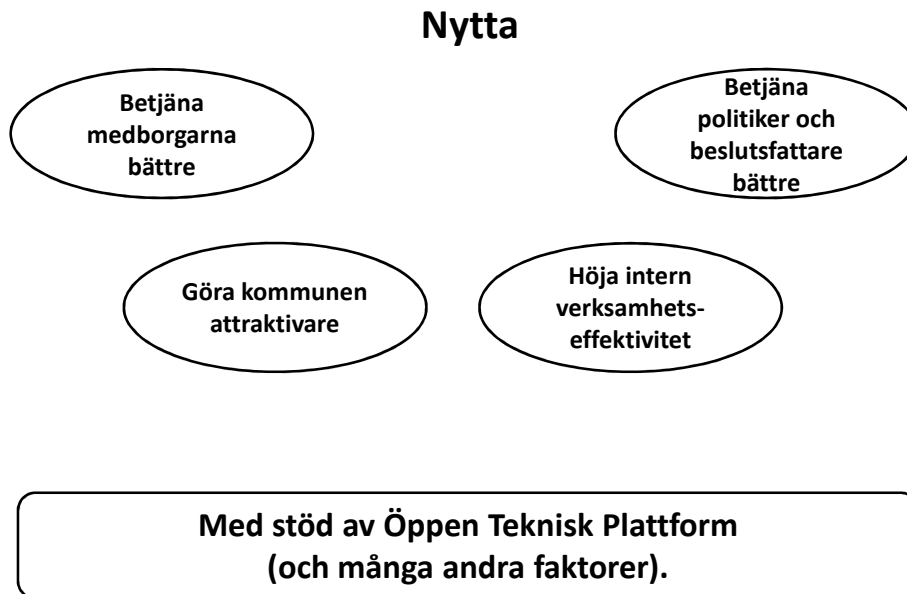 Nytta
Betjäna
medborgarna
bättre
Betjäna
politiker och
beslutsfattare
bättre
Göra kommunen
attraktivare
Höja intern
verksamhets-
effektivitet
Med stöd av Öppen Teknisk Plattform
(och många andra faktorer).